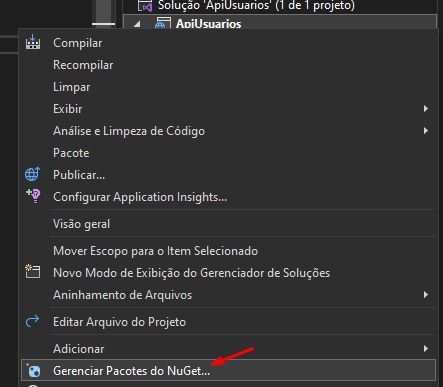 Solução 'ApiUsuarios' (1 de 1 projeto)
ApiUsuarios
Compilar
Recompilar
Limpar
Exibir
Análise e Limpeza de Código
Pacote
Publicar...
Configurar Application Insights...
Visão geral
Mover Escopo para o Item Selecionado
Novo Modo de Exibição do Gerenciador de Soluções
Aninhamento de Arquivos
Editar Arquivo do Projeto
Adicionar
Gerenciar Pacotes do NuGet...